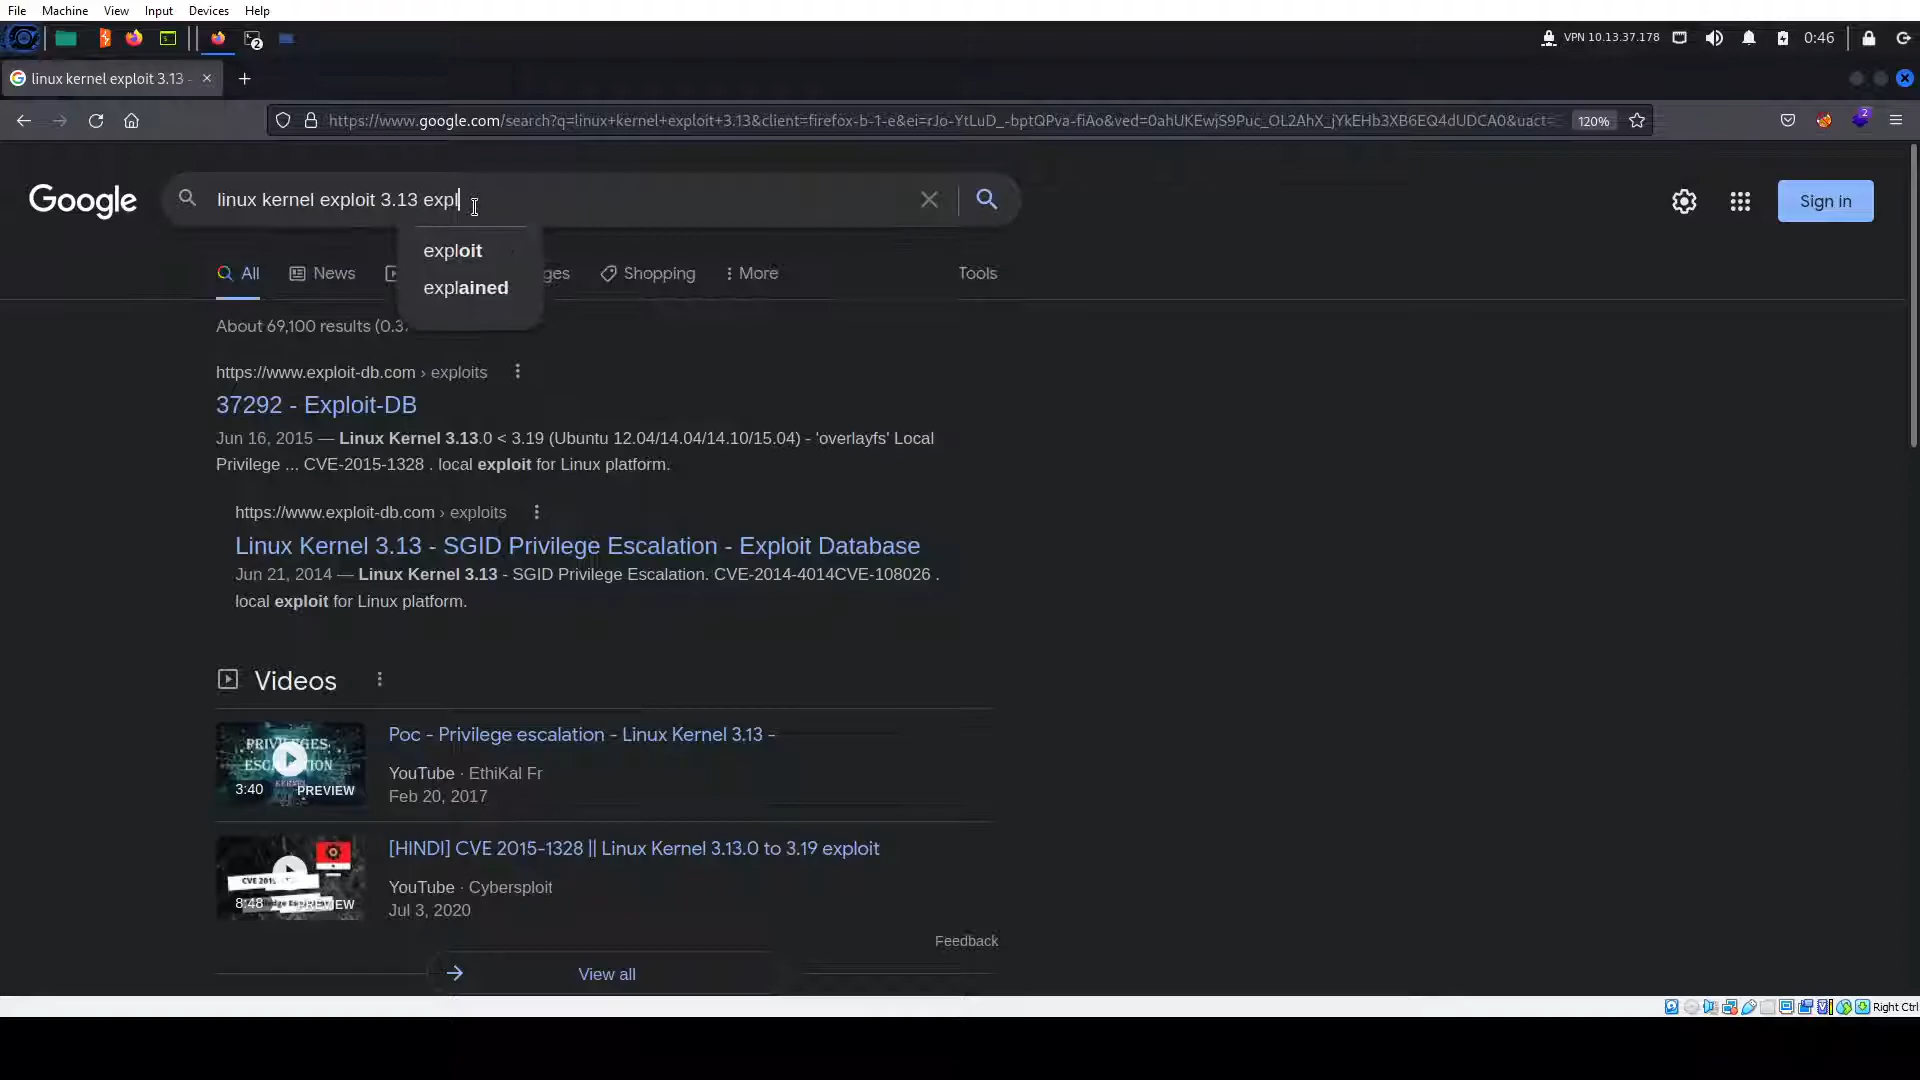 File Machine View Input Devices Help
2
VPN 10.13.37.178 0:46
linux kernel exploit 3.13 -
https://www.google.com/search?q=linux+kernel+exploit+3.13&client=firefox-b-1-e&ei=rJo-YtLuD_-bptQPva-fiAo&ved=0ahUKEwjS9Puc_OL2AhX_jYkEHb3XB6EQ4dUDCA0&uact=
120%
2
Google
linux kernel exploit 3.13 expl
Sign in
exploit
explained
All News ges Shopping More Tools
About 69,100 results (0.3
https://www.exploit-db.com › exploits
37292 - Exploit-DB
Jun 16, 2015 — Linux Kernel 3.13.0 < 3.19 (Ubuntu 12.04/14.04/14.10/15.04) - 'overlayfs' Local
Privilege ... CVE-2015-1328 . local exploit for Linux platform.
https://www.exploit-db.com › exploits
Linux Kernel 3.13 - SGID Privilege Escalation - Exploit Database
Jun 21, 2014 — Linux Kernel 3.13 - SGID Privilege Escalation. CVE-2014-4014CVE-108026 .
local exploit for Linux platform.
Videos
Poc - Privilege escalation - Linux Kernel 3.13 -
YouTube · EthiKal Fr
Feb 20, 2017
3:40 PREVIEW
[HINDI] CVE 2015-1328 || Linux Kernel 3.13.0 to 3.19 exploit
YouTube · Cybersploit
Jul 3, 2020
8:48 PREVIEW
Feedback
View all
Right Ctrl